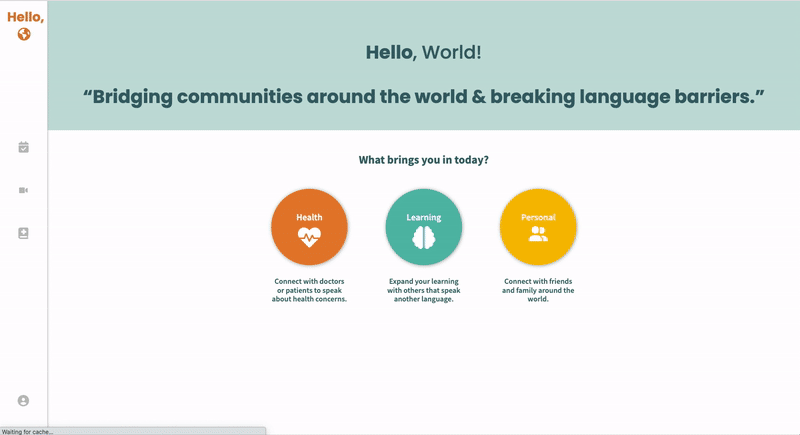 Hello,
Hello, World!
“Bridging communities around the world & breaking language barriers.”
What brings you in today?
Health
Learning
Personal
Connect with doctors
or patients to speak
about health concerns.
Expand your learning
with others that speak
another language.
Connect with friends
and family around the
world.
Waiting for cache...